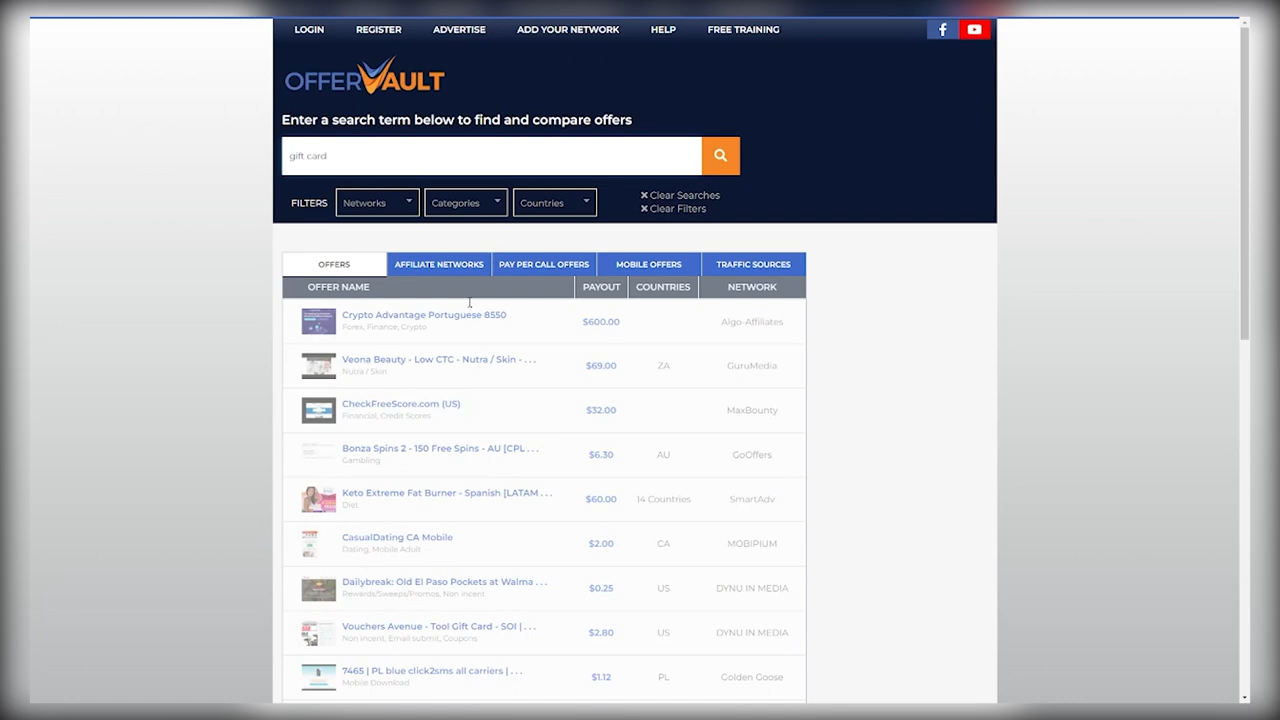 LOGIN REGISTER ADVERTISE ADD YOUR NETWORK HELP FREE TRAINING
OFFERVAULT
Enter a search term below to find and compare offers
gift card
FILTERS Networks Categories Countries
Clear Searches
Clear Filters
OFFERS AFFILIATE NETWORKS PAY PER CALL OFFERS MOBILE OFFERS TRAFFIC SOURCES
OFFER NAME PAYOUT COUNTRIES NETWORK
Crypto Advantage Portuguese 8550 $600.00 Algo-Affiliates
Forex, Finance, Crypto
Veona Beauty - Low CTC - Nutra / Skin - . . . $69.00 ZA GuruMedia
Nutra / Skin
CheckFreeScore.com (US) $32.00 MaxBounty
Financial, Credit Scores
Bonza Spins 2 - 150 Free Spins - AU [CPL . . . $6.30 AU GoOffers
Gambling
Keto Extreme Fat Burner - Spanish [LATAM . . . $60.00 14 Countries SmartAdv
Diet
CasualDating CA Mobile $2.00 CA MOBIPIUM
Dating, Mobile Adult
Dailybreak: Old El Paso Pockets at Walma . . . $0.25 US DYNU IN MEDIA
Rewards/Sweeps/Promos, Non incent
Vouchers Avenue - Tool Gift Card - SOI | . . . $2.80 US DYNU IN MEDIA
Non incent, Email submit, Coupons
7465 | PL blue click2sms all carriers | . . . $1.12 PL Golden Goose
Mobile Download